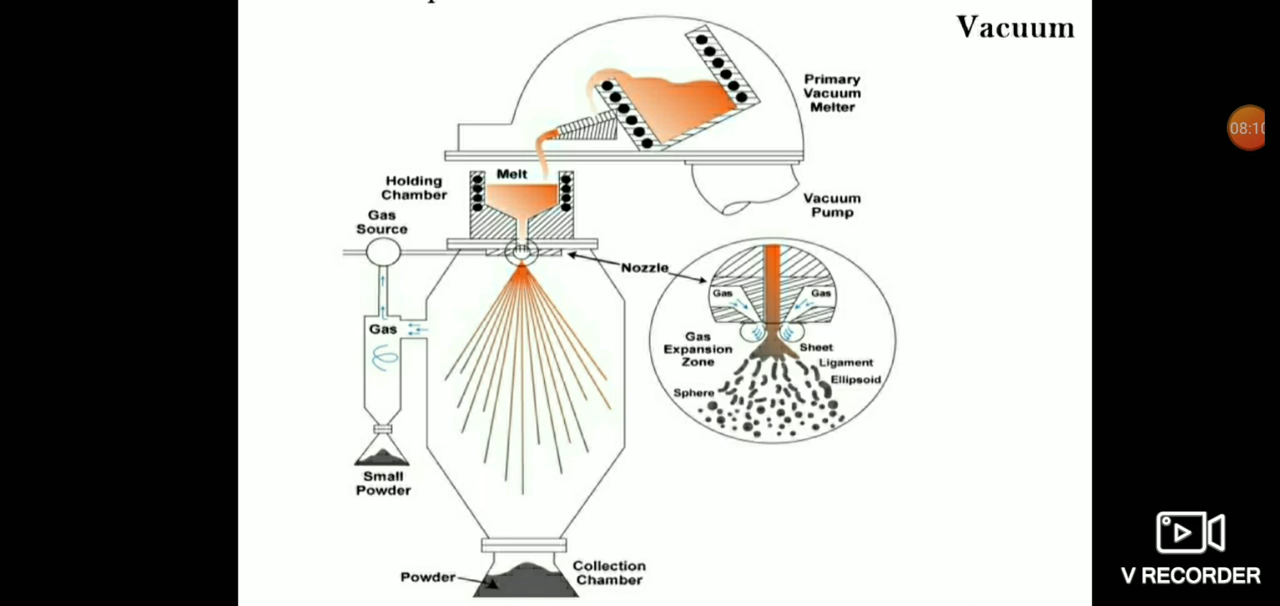 Vacuum
Primary
Vacuum
Melter
08:10
Melt
Holding
Chamber
Vacuum
Pump
Gas
Source
Nozzle
Gas
Gas
Gas
Gas
Expansion
Zone
Sheet
Ligament
Ellipsoid
Sphere
Small
Powder
Powder
Collection
Chamber
V RECORDER